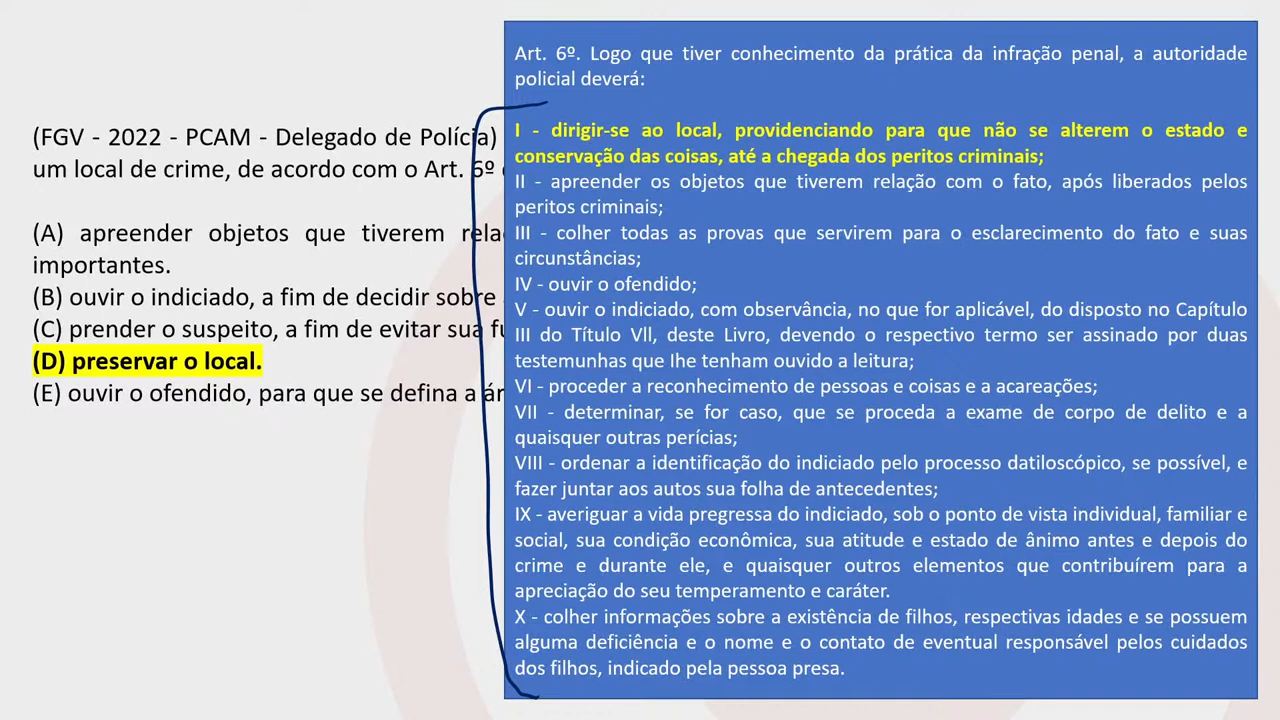 (FGV - 2022 - PCAM - Delegado de Polícia)
um local de crime, de acordo com o Art. 6º
(A) apreender objetos que tiverem
importantes.
(B) ouvir o indiciado, a fim de decidir sobre
(C) prender o suspeito, a fim de evitar sua
(D) preservar o local.
(E) ouvir o ofendido, para que se defina a
Art. 6º. Logo que tiver conhecimento da prática da infração penal, a autoridade
policial deverá:
I - dirigir-se ao local, providenciando para que não se alterem o estado e
conservação das coisas, até a chegada dos peritos criminais;
II - apreender os objetos que tiverem relação com o fato, após liberados pelos
peritos criminais;
III - colher todas as provas que servirem para o esclarecimento do fato e suas
circunstâncias;
IV - ouvir o ofendido;
V - ouvir o indiciado, com observância, no que for aplicável, do disposto no Capítulo
III do Título Vll, deste Livro, devendo o respectivo termo ser assinado por duas
testemunhas que lhe tenham ouvido a leitura;
VI - proceder a reconhecimento de pessoas e coisas e a acareações;
VII - determinar, se for caso, que se proceda a exame de corpo de delito e a
quaisquer outras perícias;
VIII - ordenar a identificação do indiciado pelo processo datiloscópico, se possível, e
fazer juntar aos autos sua folha de antecedentes;
IX - averiguar a vida pregressa do indiciado, sob o ponto de vista individual, familiar e
social, sua condição econômica, sua atitude e estado de ânimo antes e depois do
crime e durante ele, e quaisquer outros elementos que contribuírem para a
apreciação do seu temperamento e caráter.
X - colher informações sobre a existência de filhos, respectivas idades e se possuem
alguma deficiência e o nome e o contato de eventual responsável pelos cuidados
dos filhos, indicado pela pessoa presa.